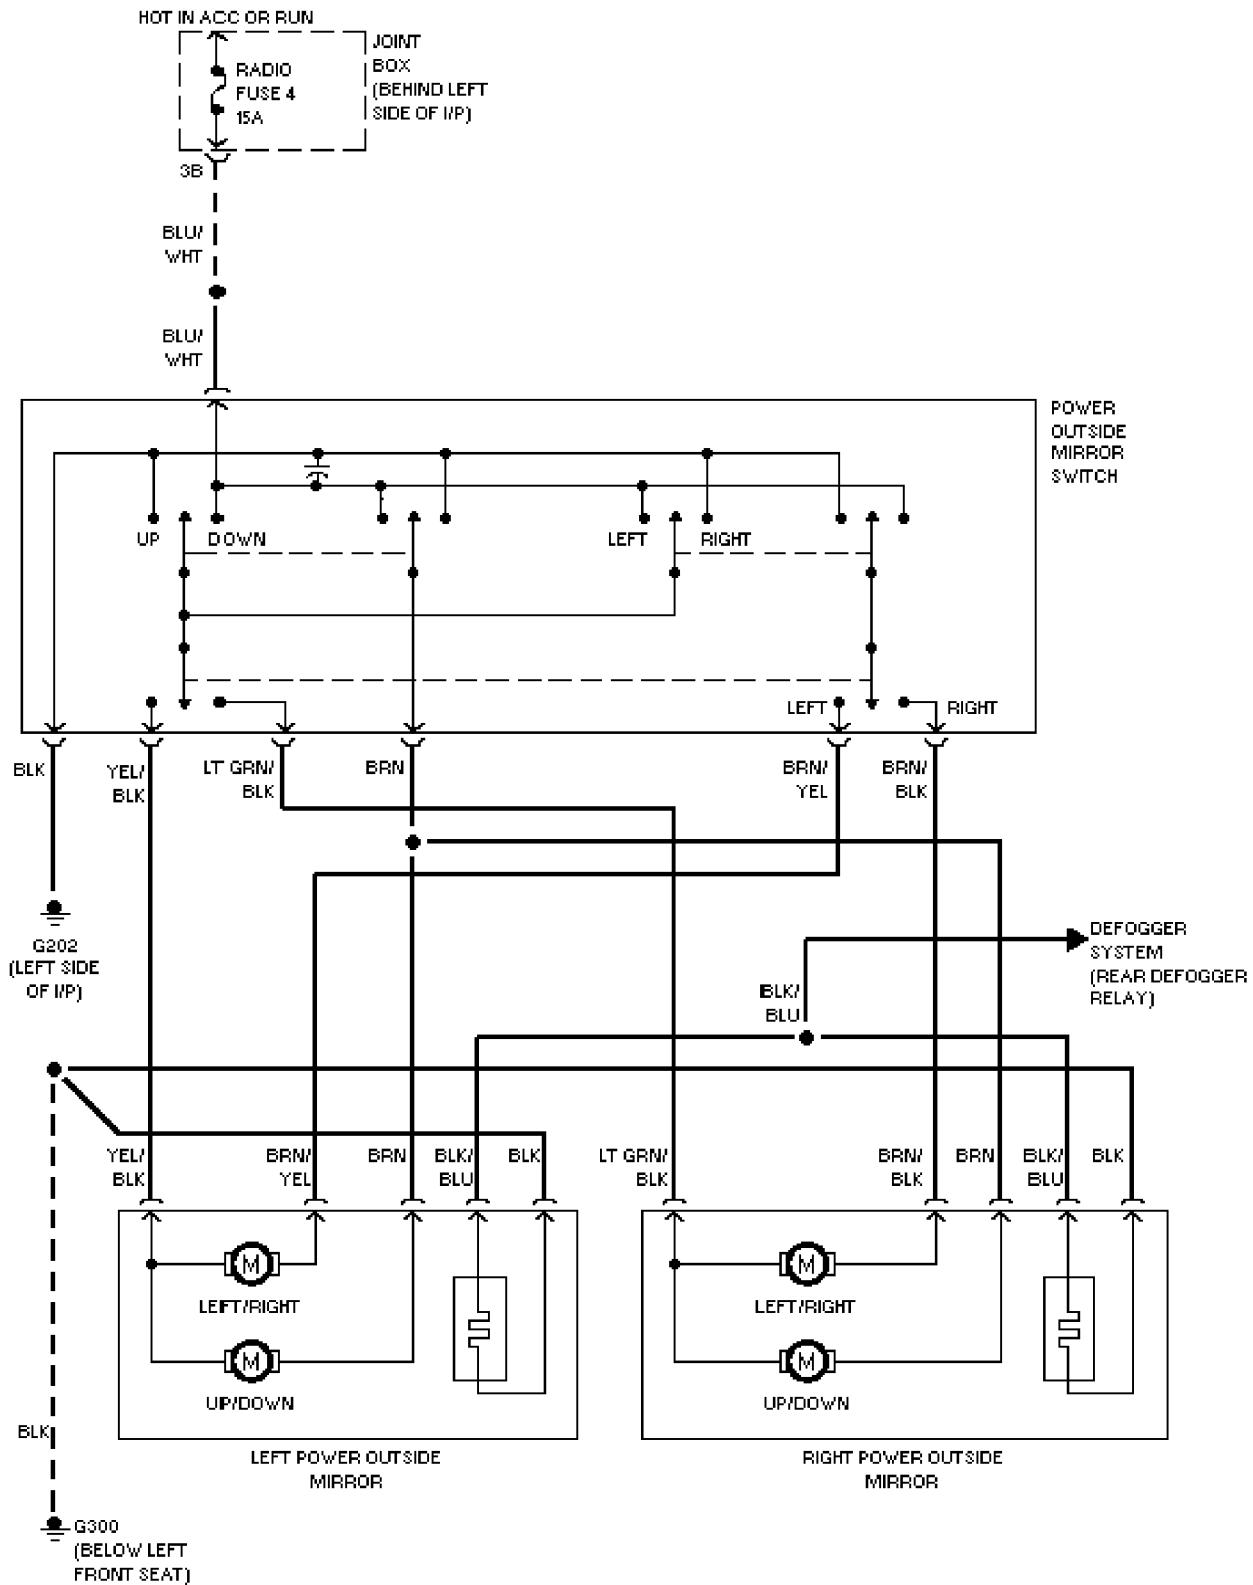 HOT IN ACC OR RUN
JOINT
BOX
(BEHIND LEFT
SIDE OF I/P)
RADIO
FUSE 4
15A
3B
BLU/
WHT
BLU/
WHT
POWER
OUTSIDE
MIRROR
SWITCH
UP
DOWN
LEFT
RIGHT
LEFT
RIGHT
BLK
YEL/
BLK
LT GRN/
BLK
BRN
BRN/
YEL
BRN/
BLK
G202
(LEFT SIDE
OF I/P)
DEFOGGER
SYSTEM
(REAR DEFOGGER
RELAY)
BLK/
BLU
YEL/
BLK
BRN/
YEL
BRN
BLK/
BLU
BLK
LT GRN/
BLK
BRN/
BLK
BRN
BLK/
BLU
BLK
M
LEFT/RIGHT
M
UP/DOWN
M
LEFT/RIGHT
M
UP/DOWN
LEFT POWER OUTSIDE
MIRROR
RIGHT POWER OUTSIDE
MIRROR
BLK
G300
(BELOW LEFT
FRONT SEAT)